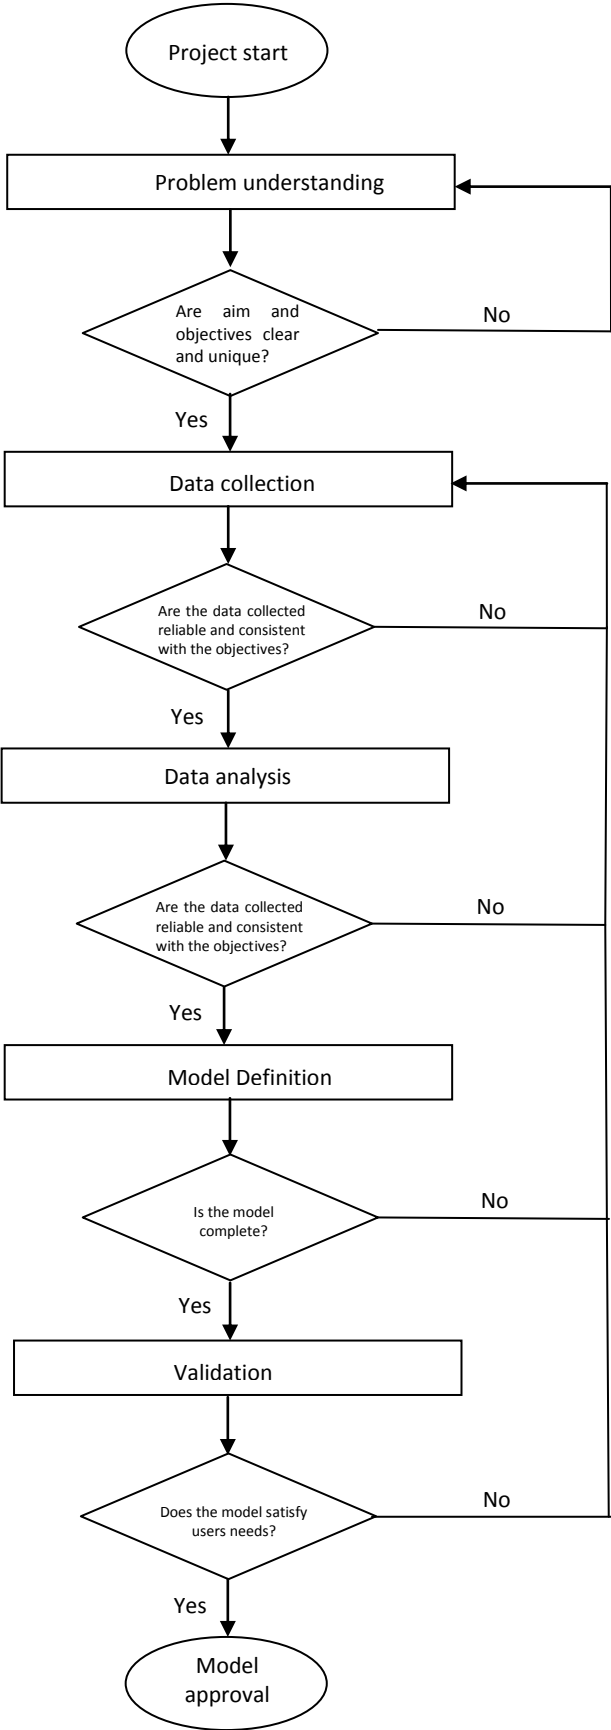 Project start
Problem understanding
Are aim and
objectives clear
and unique?
No
Yes
Data collection
Are the data collected
reliable and consistent
with the objectives?
No
Yes
Data analysis
Are the data collected
reliable and consistent
with the objectives?
No
Yes
Model Definition
Is the model
complete?
No
Yes
Validation
Does the model satisfy
users needs?
No
Yes
Model
approval